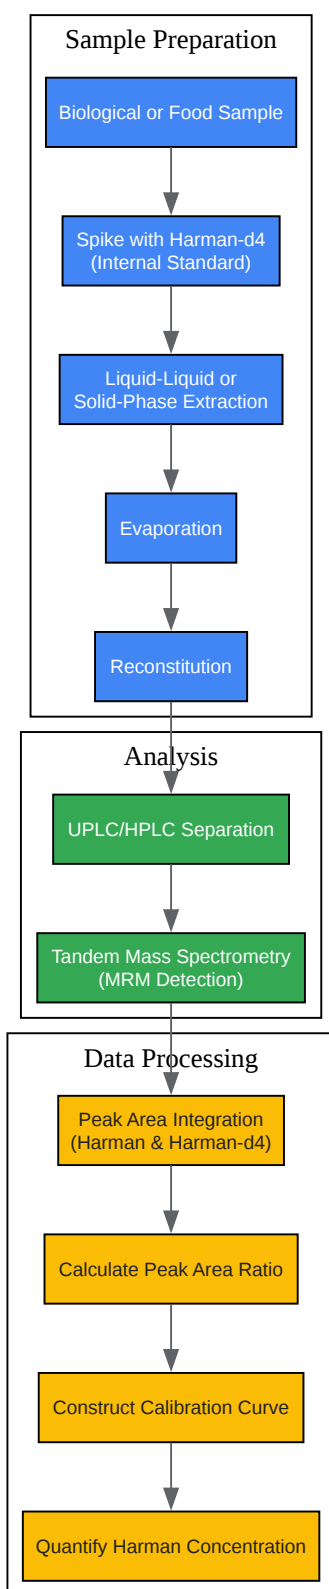 Sample Preparation
Biological or Food Sample
Spike with Harman-d4
(Internal Standard)
Liquid-Liquid or
Solid-Phase Extraction
Evaporation
Reconstitution
Analysis
UPLC/HPLC Separation
Tandem Mass Spectrometry
(MRM Detection)
Data Processing
Peak Area Integration
(Harman & Harman-d4)
Calculate Peak Area Ratio
Construct Calibration Curve
Quantify Harman Concentration